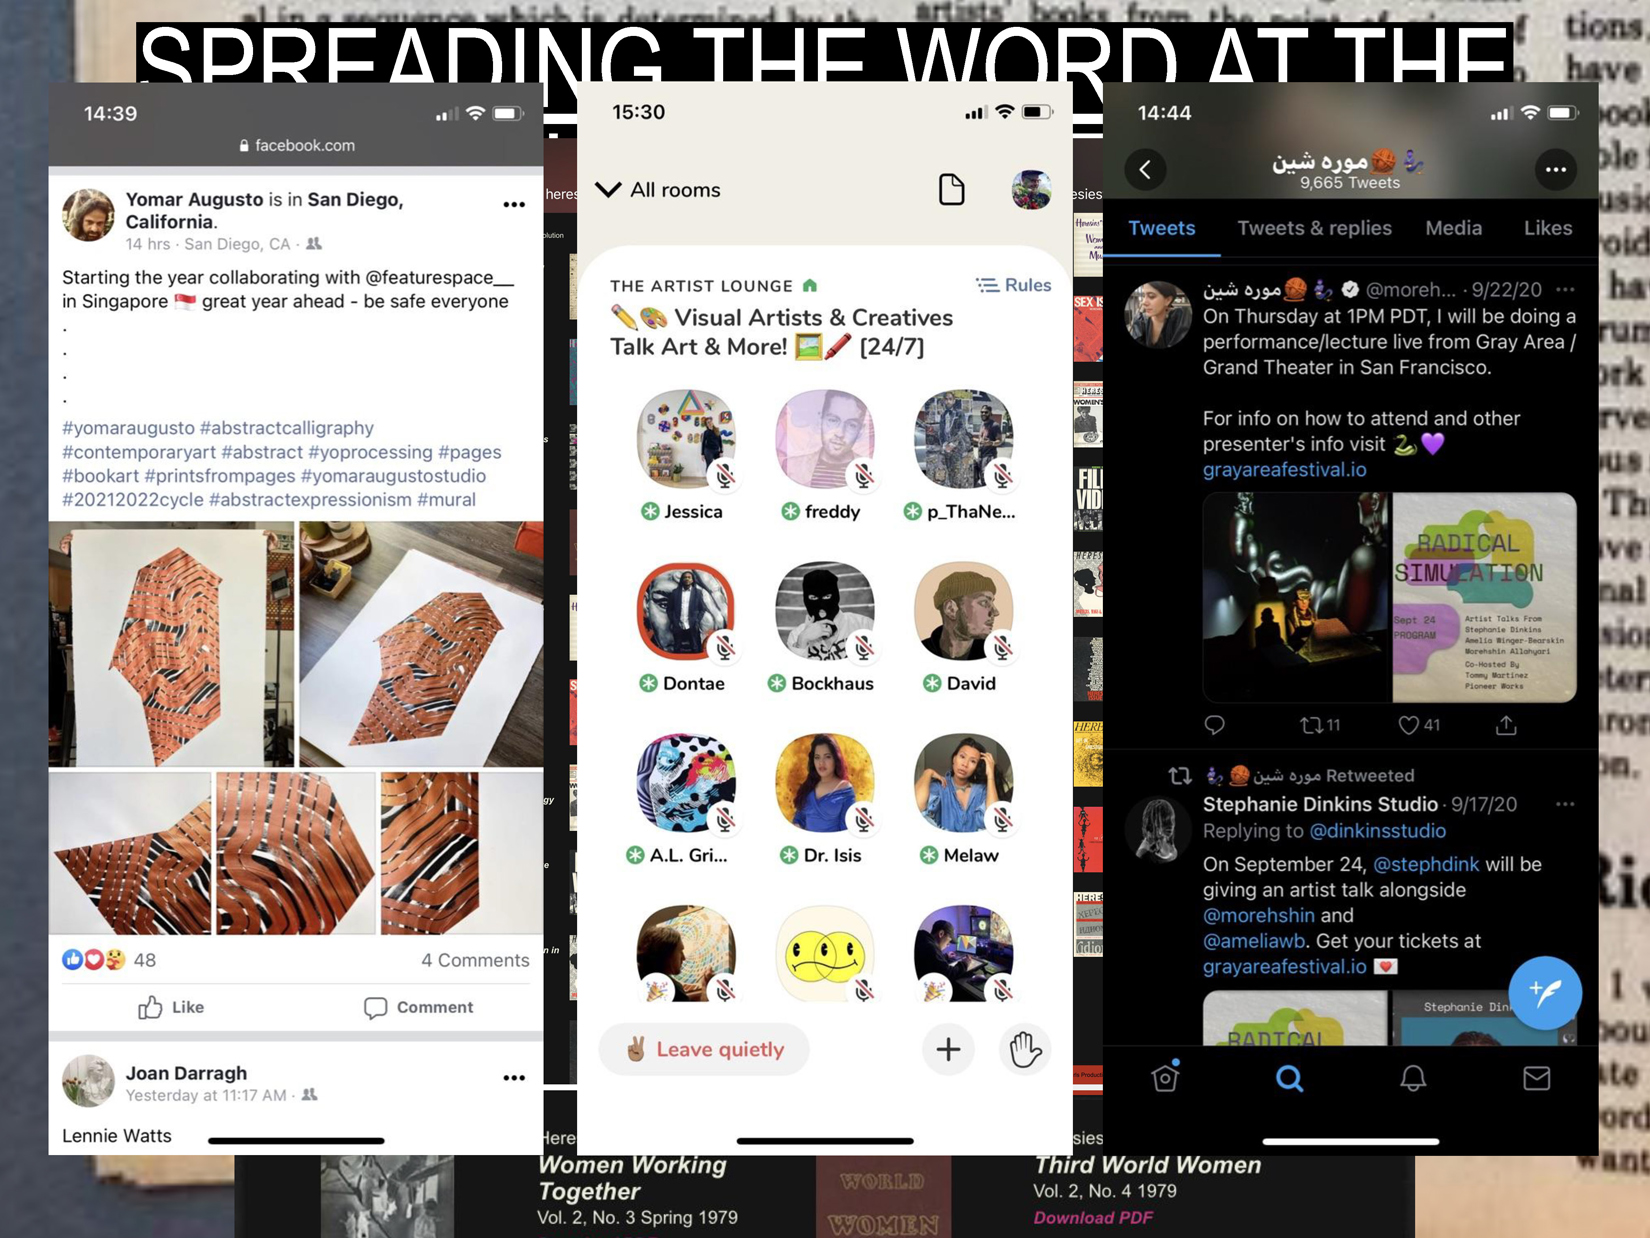 SPREADING THE WORD AT THE
14:39
facebook.com
Yomar Augusto is in San Diego,
California.
14 hrs · San Diego, CA ·
Starting the year collaborating with @featurespace__
in Singapore 🇸🇬 great year ahead - be safe everyone
.
.
.
.
#yomaraugusto #abstractcalligraphy
#contemporaryart #abstract #yoprocessing #pages
#bookart #printsfrompages #yomaraugustostudio
#20212022cycle #abstractexpressionism #mural
48
4 Comments
Like
Comment
Joan Darragh
Yesterday at 11:17 AM ·
Lennie Watts
15:30
All rooms
THE ARTIST LOUNGE
Rules
✏️🎨 Visual Artists & Creatives
Talk Art & More! 🖼️🖍️ [24/7]
Jessica
freddy
p_ThaNe...
Dontae
Bockhaus
David
A.L. Gri...
Dr. Isis
Melaw
✌🏽 Leave quietly
14:44
موره شین🏀🧞‍♀️
9,665 Tweets
Tweets
Tweets & replies
Media
Likes
موره شین🏀🧞‍♀️ @moreh... · 9/22/20
On Thursday at 1PM PDT, I will be doing a
performance/lecture live from Gray Area /
Grand Theater in San Francisco.
For info on how to attend and other
presenter's info visit 🐍💜
grayareafestival.io
RADICAL
SIMULATION
Sept 24
PROGRAM
Artist Talks From
Stephanie Dinkins
Amelia Winger-Bearskin
Morehshin Allahyari
Co-Hosted By
Tommy Martinez
Pioneer Works
11
41
موره شین🏀🧞‍♀️ Retweeted
Stephanie Dinkins Studio · 9/17/20
Replying to @dinkinsstudio
On September 24, @stephdink will be
giving an artist talk alongside
@morehshin and
@ameliawb. Get your tickets at
grayareafestival.io 💌
RADICAL
Women Working
Together
Vol. 2, No. 3 Spring 1979
WORLD
WOMEN
Third World Women
Vol. 2, No. 4 1979
Download PDF